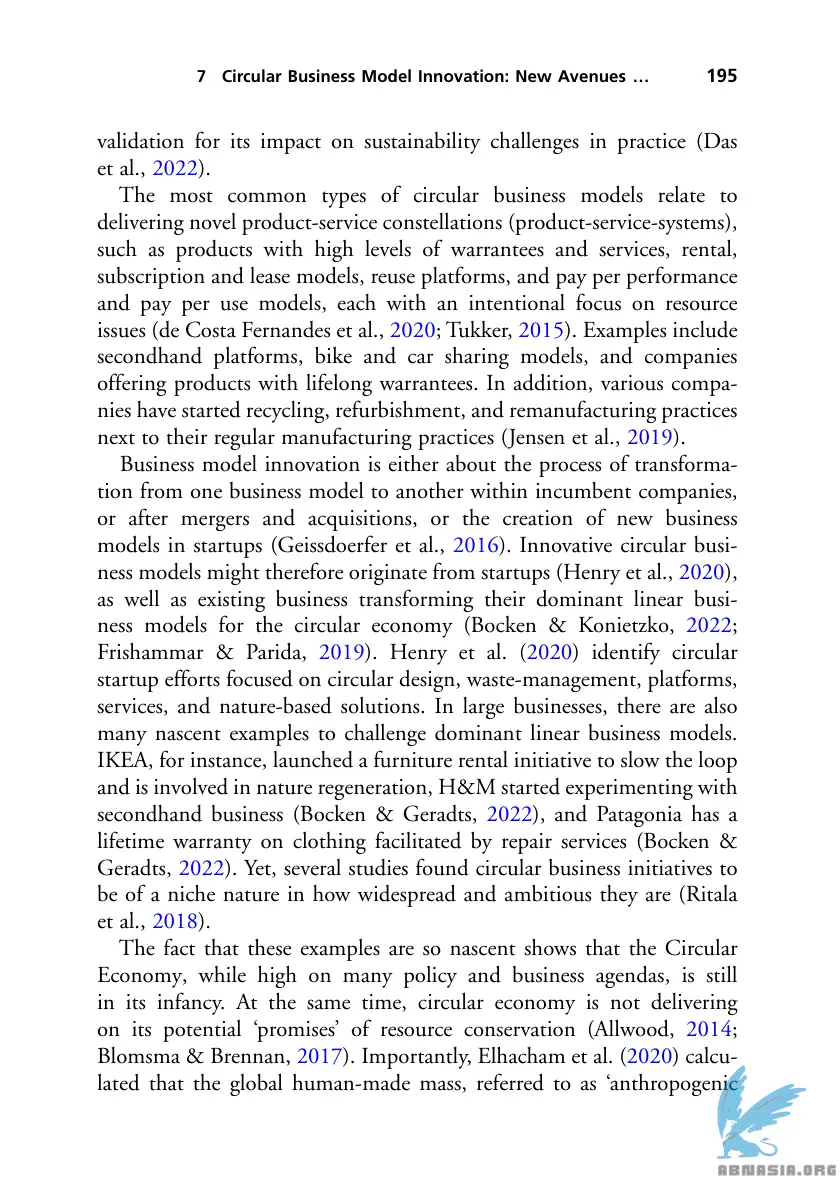 7 Circular Business Model Innovation: New Avenues … 195
validation for its impact on sustainability challenges in practice (Das
et al., 2022).
The most common types of circular business models relate to
delivering novel product-service constellations (product-service-systems),
such as products with high levels of warrantees and services, rental,
subscription and lease models, reuse platforms, and pay per performance
and pay per use models, each with an intentional focus on resource
issues (de Costa Fernandes et al., 2020; Tukker, 2015). Examples include
secondhand platforms, bike and car sharing models, and companies
offering products with lifelong warrantees. In addition, various compa-
nies have started recycling, refurbishment, and remanufacturing practices
next to their regular manufacturing practices (Jensen et al., 2019).
Business model innovation is either about the process of transforma-
tion from one business model to another within incumbent companies,
or after mergers and acquisitions, or the creation of new business
models in startups (Geissdoerfer et al., 2016). Innovative circular busi-
ness models might therefore originate from startups (Henry et al., 2020),
as well as existing business transforming their dominant linear busi-
ness models for the circular economy (Bocken & Konietzko, 2022;
Frishammar & Parida, 2019). Henry et al. (2020) identify circular
startup efforts focused on circular design, waste-management, platforms,
services, and nature-based solutions. In large businesses, there are also
many nascent examples to challenge dominant linear business models.
IKEA, for instance, launched a furniture rental initiative to slow the loop
and is involved in nature regeneration, H&M started experimenting with
secondhand business (Bocken & Geradts, 2022), and Patagonia has a
lifetime warranty on clothing facilitated by repair services (Bocken &
Geradts, 2022). Yet, several studies found circular business initiatives to
be of a niche nature in how widespread and ambitious they are (Ritala
et al., 2018).
The fact that these examples are so nascent shows that the Circular
Economy, while high on many policy and business agendas, is still
in its infancy. At the same time, circular economy is not delivering
on its potential ‘promises’ of resource conservation (Allwood, 2014;
Blomsma & Brennan, 2017). Importantly, Elhacham et al. (2020) calcu-
lated that the global human-made mass, referred to as ‘anthropogenic
ABNASIA.ORG